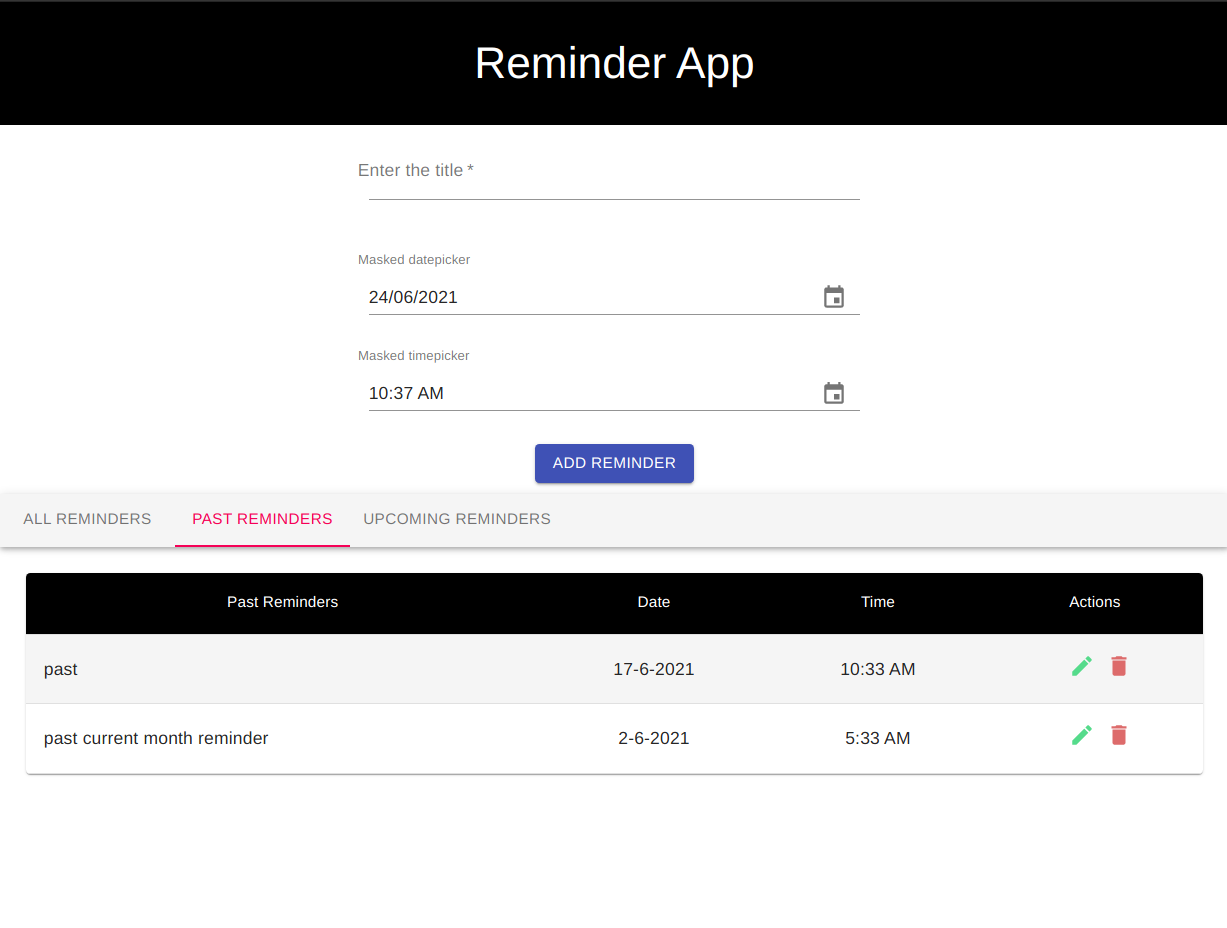 Reminder App
Enter the title *
Masked datepicker
24/06/2021
Masked timepicker
10:37 AM
ADD REMINDER
ALL REMINDERS PAST REMINDERS UPCOMING REMINDERS
Past Reminders Date Time Actions
past 17-6-2021 10:33 AM
past current month reminder 2-6-2021 5:33 AM